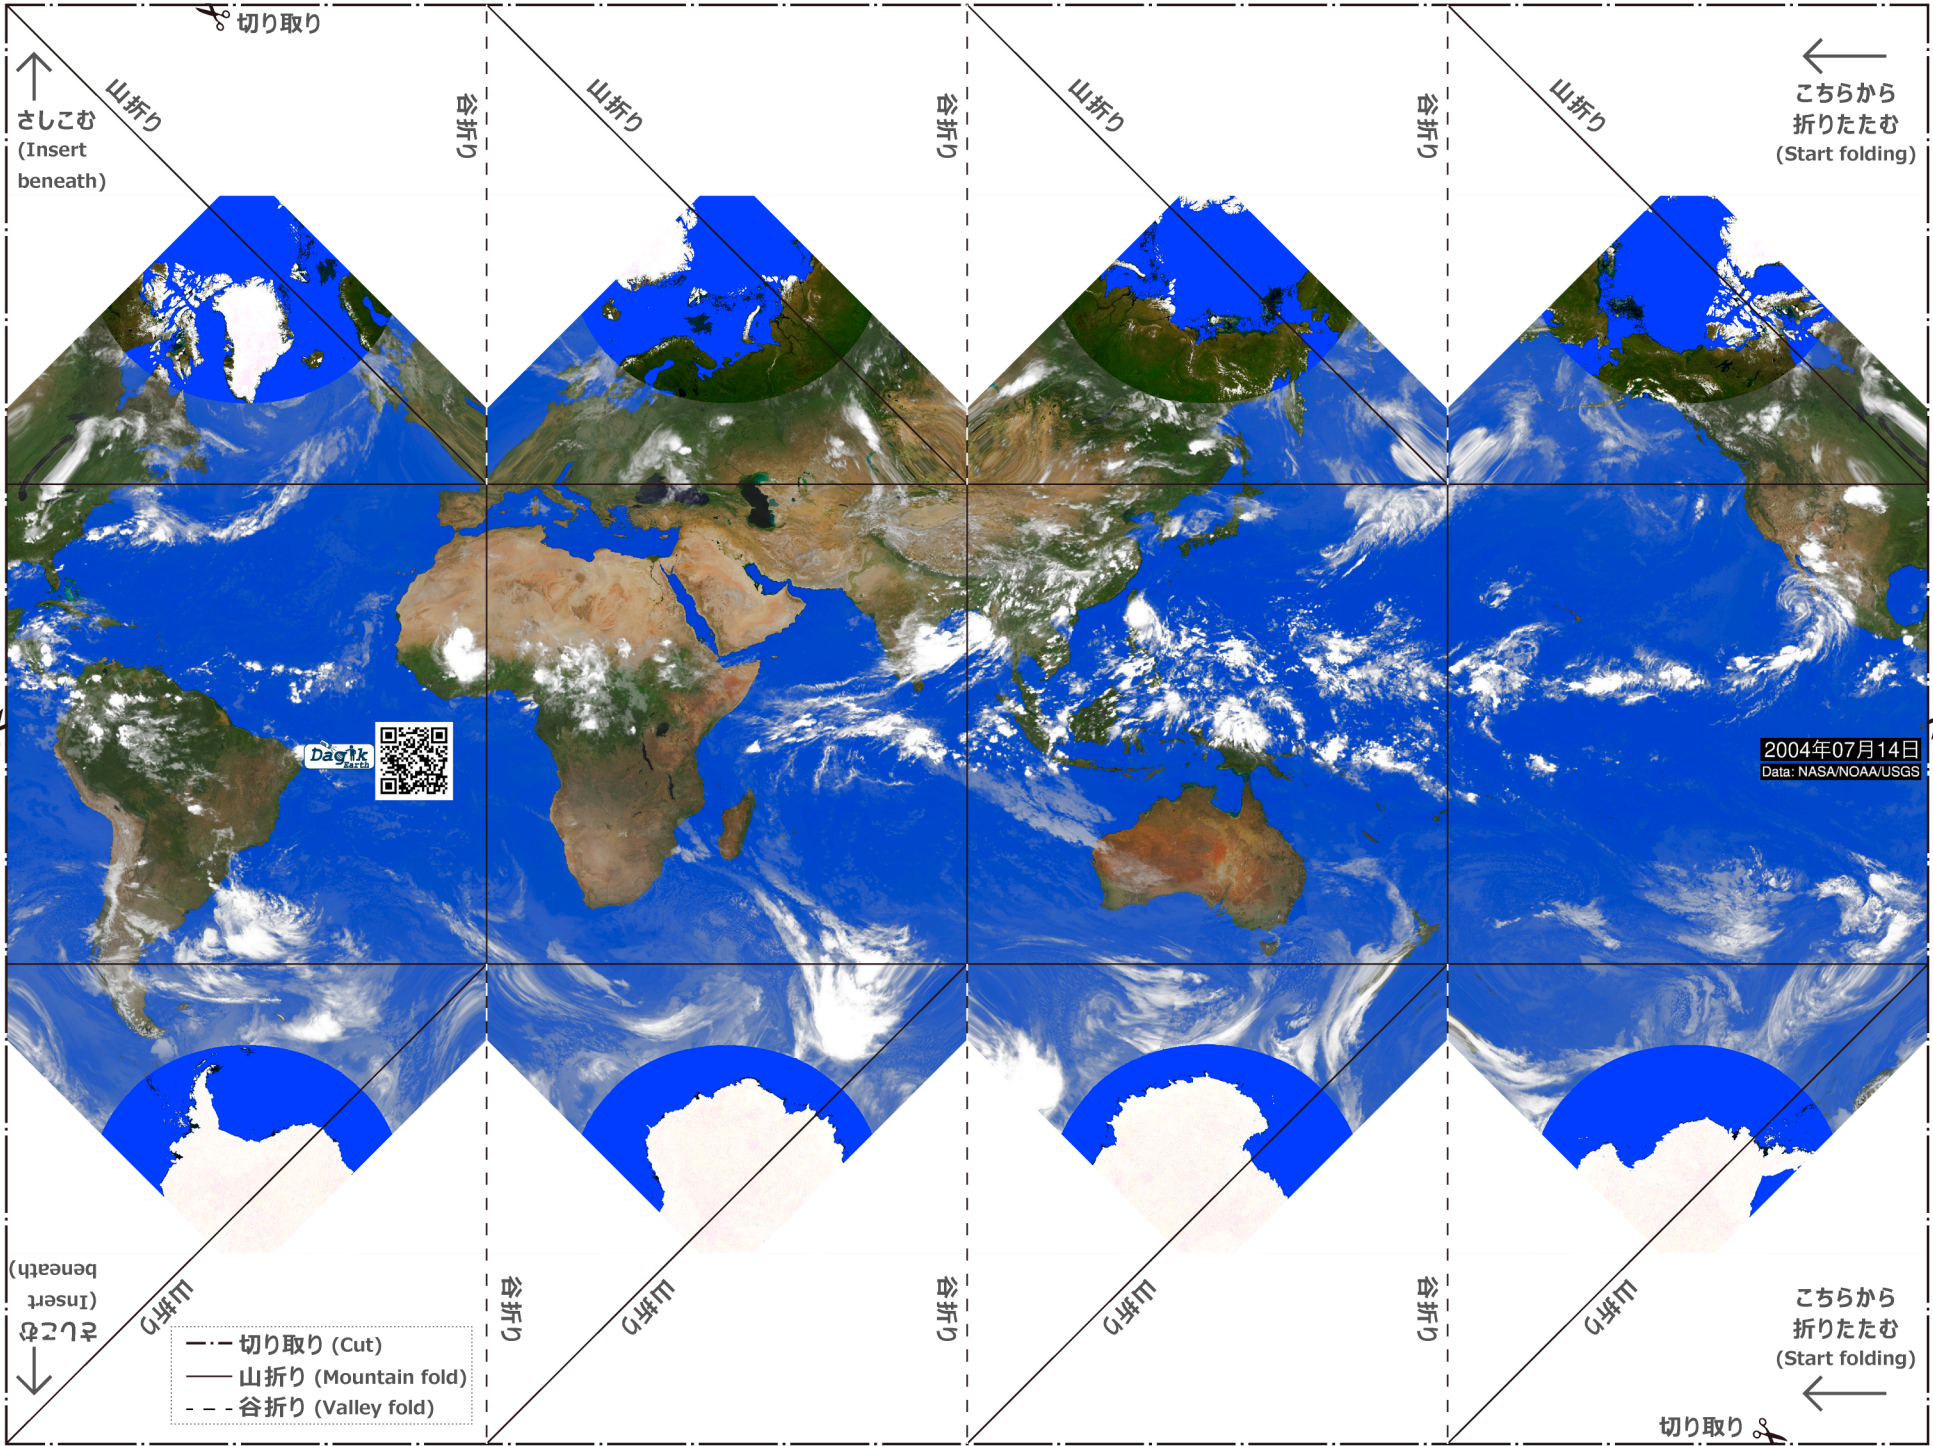 切り取り
山折り
谷折り
山折り
谷折り
山折り
谷折り
山折り
さしこむ
(Insert
beneath)
こちらから
折りたたむ
(Start folding)
Dagik
Earth
2004年07月14日
Data: NASA/NOAA/USGS
さしこむ
(Insert
beneath)
山折り
谷折り
山折り
谷折り
山折り
谷折り
山折り
こちらから
折りたたむ
(Start folding)
切り取り (Cut)
山折り (Mountain fold)
谷折り (Valley fold)
切り取り